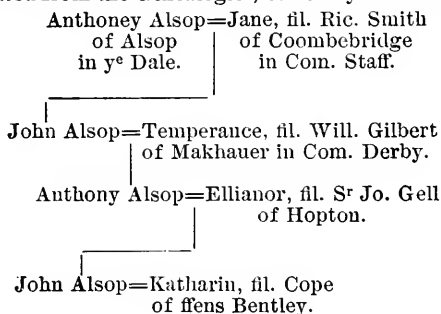 Anthoney Alsop=Jane, fil. Ric. Smith
of Alsop of Coombebridge
in yᵉ Dale. in Com. Staff.
John Alsop=Temperance, fil. Will. Gilbert
of Makhauer in Com. Derby.
Anthony Alsop=Ellianor, fil. Sʳ Jo. Gell
of Hopton.
John Alsop=Katharin, fil. Cope
of ffens Bentley.